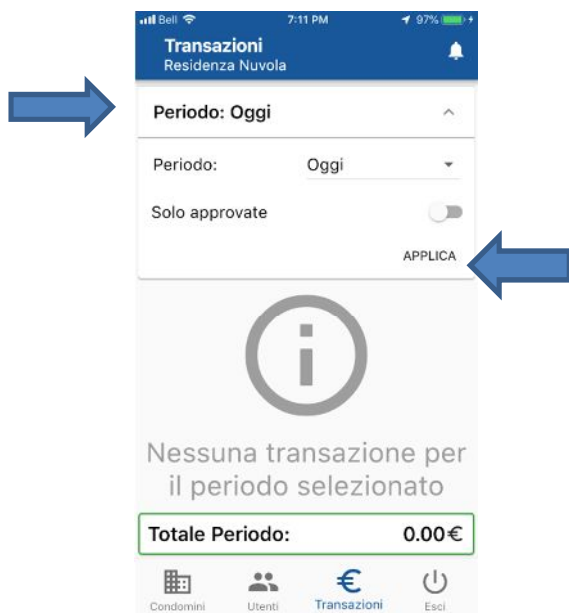 Bell 7:11 PM 97%
Transazioni
Residenza Nuvola
Periodo: Oggi
Periodo: Oggi
Solo approvate
APPLICA
Nessuna transazione per
il periodo selezionato
Totale Periodo: 0.00€
Condomini Utenti Transazioni Esci